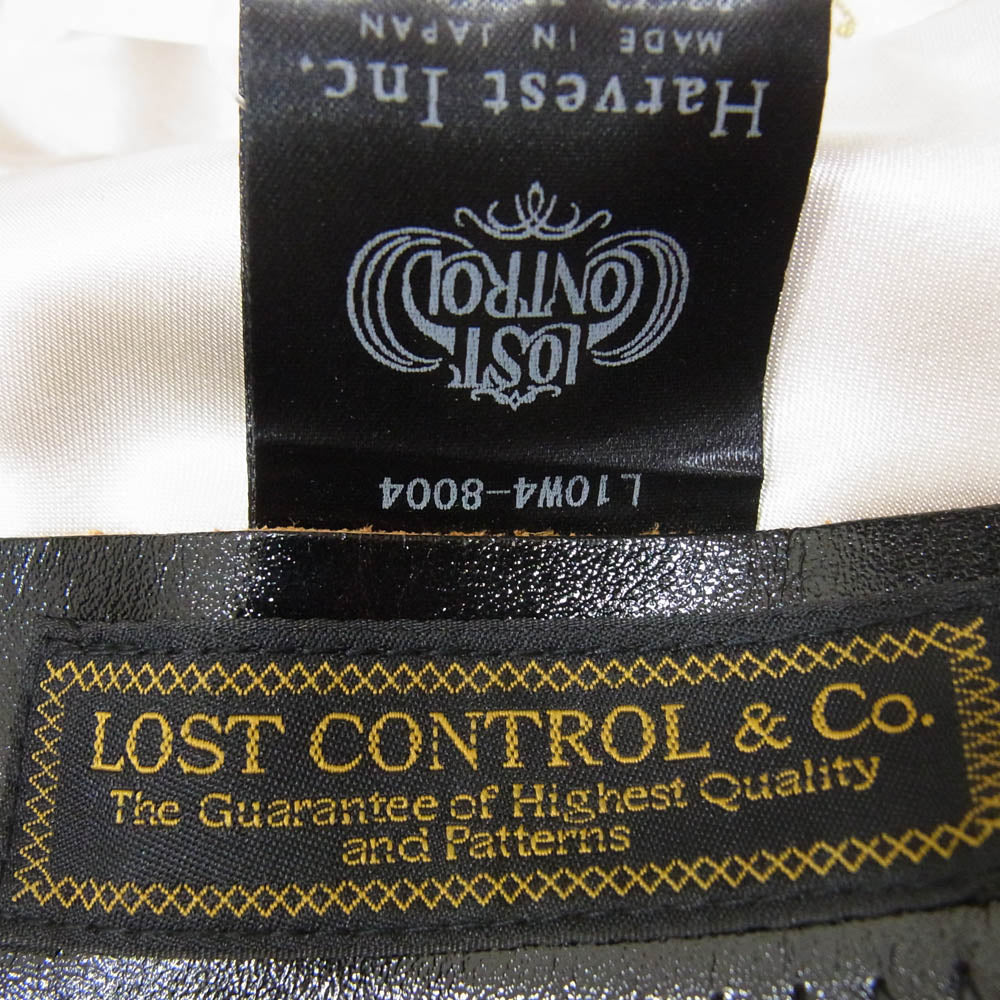 L10W4-8004
LOST
CONTROL
Harvest Inc.
MADE IN JAPAN
LOST CONTROL & Co.
The Guarantee of Highest Quality
and Patterns